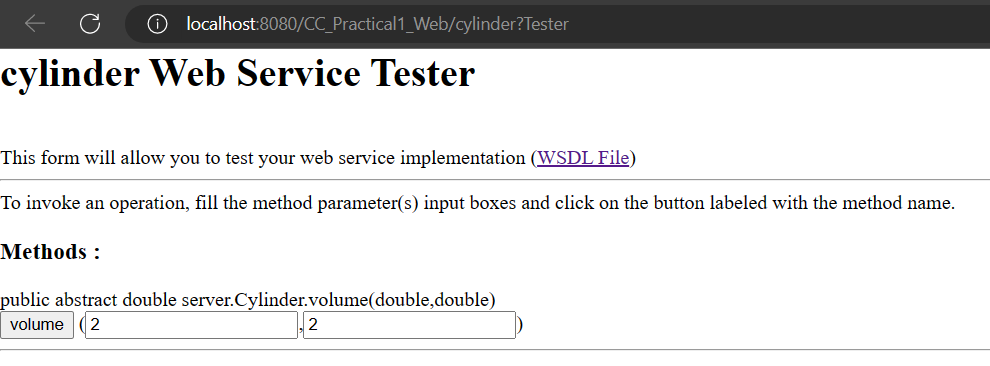 localhost:8080/CC_Practical1_Web/cylinder?Tester
cylinder Web Service Tester
This form will allow you to test your web service implementation (WSDL File)
To invoke an operation, fill the method parameter(s) input boxes and click on the button labeled with the method name.
Methods :
public abstract double server.Cylinder.volume(double,double)
volume (2,2)